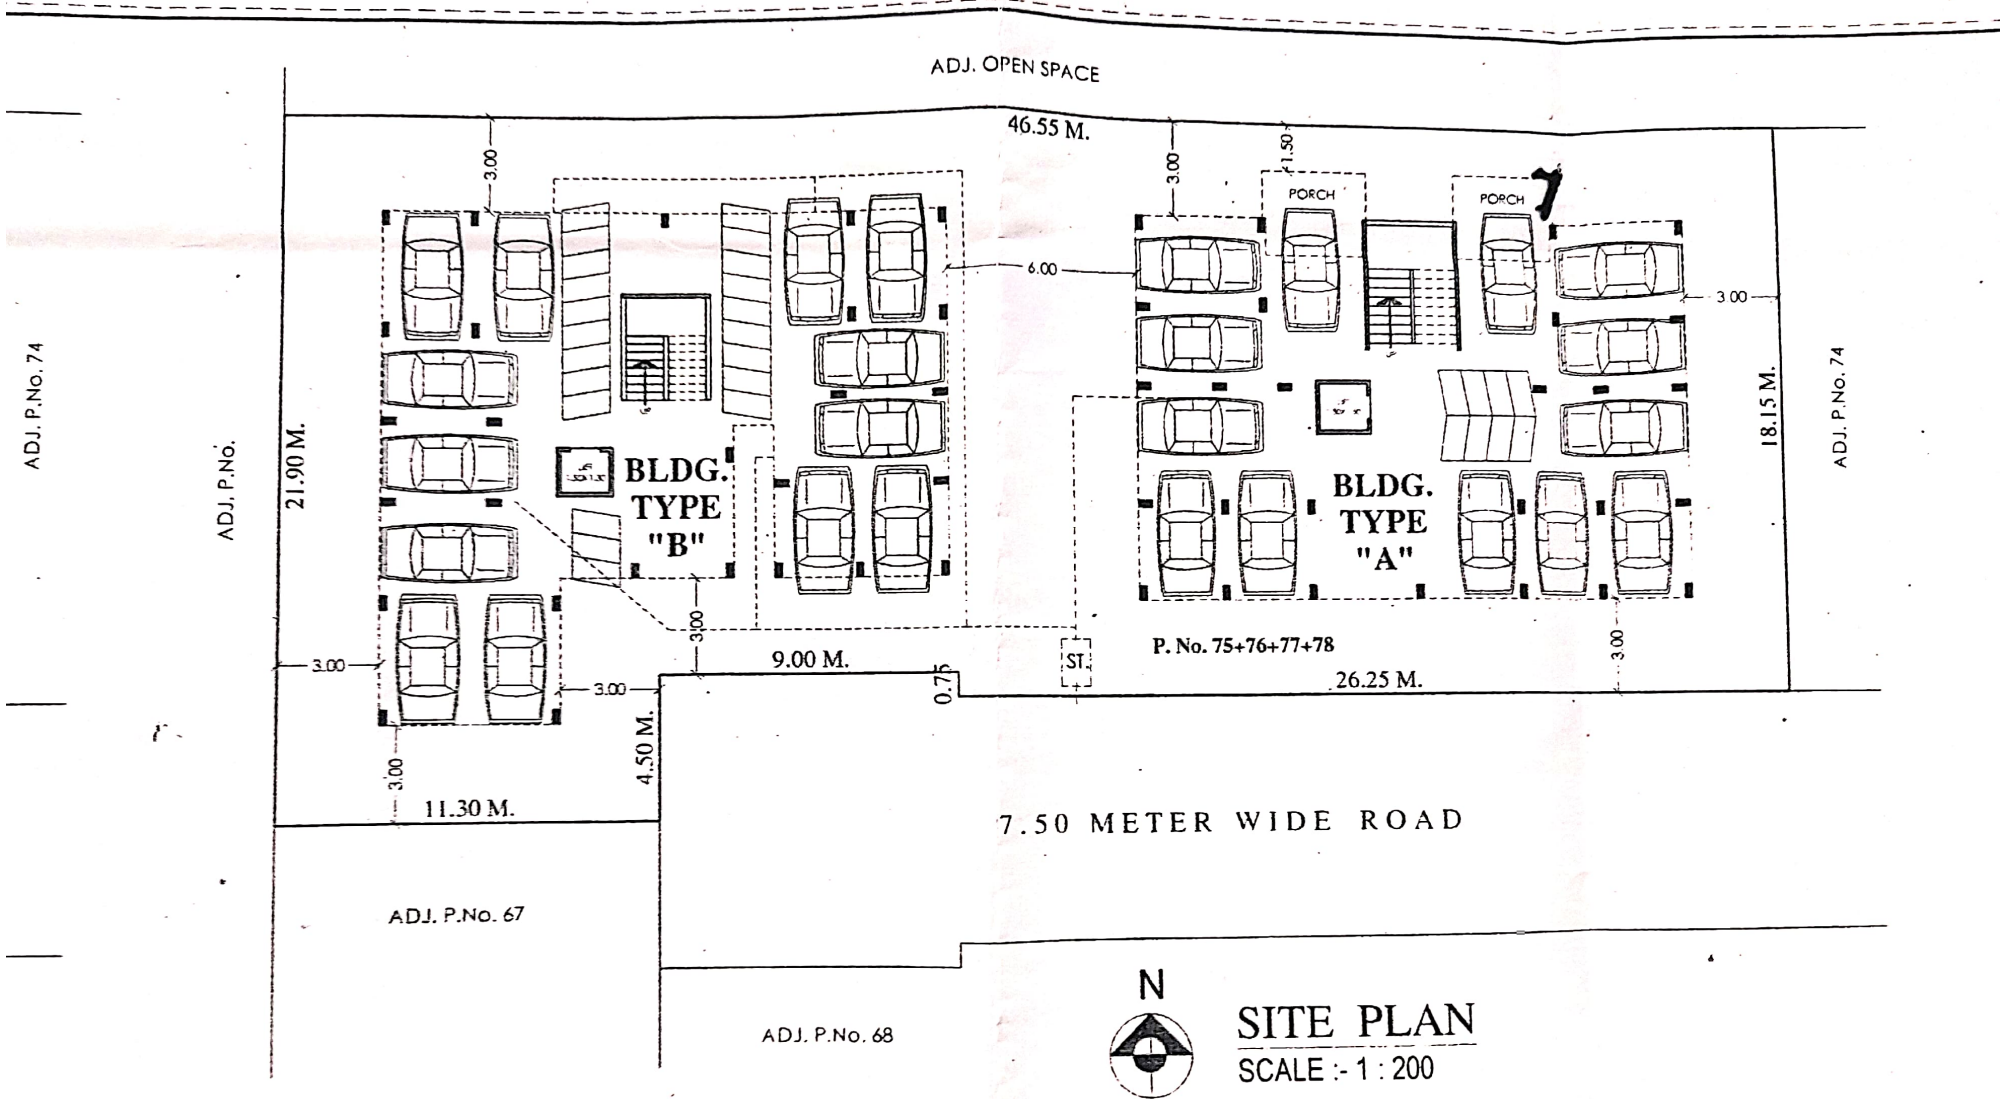 ADJ. OPEN SPACE
46.55 M.
3.00
3.00
1.50
PORCH
PORCH
6.00
3.00
ADJ. P.No. 74
ADJ. P.No.
21.90 M.
18.15 M.
ADJ. P.No. 74
BLDG.
TYPE
"B"
BLDG.
TYPE
"A"
3.00
3.00
P. No. 75+76+77+78
3.00
9.00 M.
ST.
3.00
0.75
26.25 M.
4.50 M.
3.00
11.30 M.
7.50 METER WIDE ROAD
ADJ. P.No. 67
ADJ. P.No. 68
N
SITE PLAN
SCALE :- 1 : 200